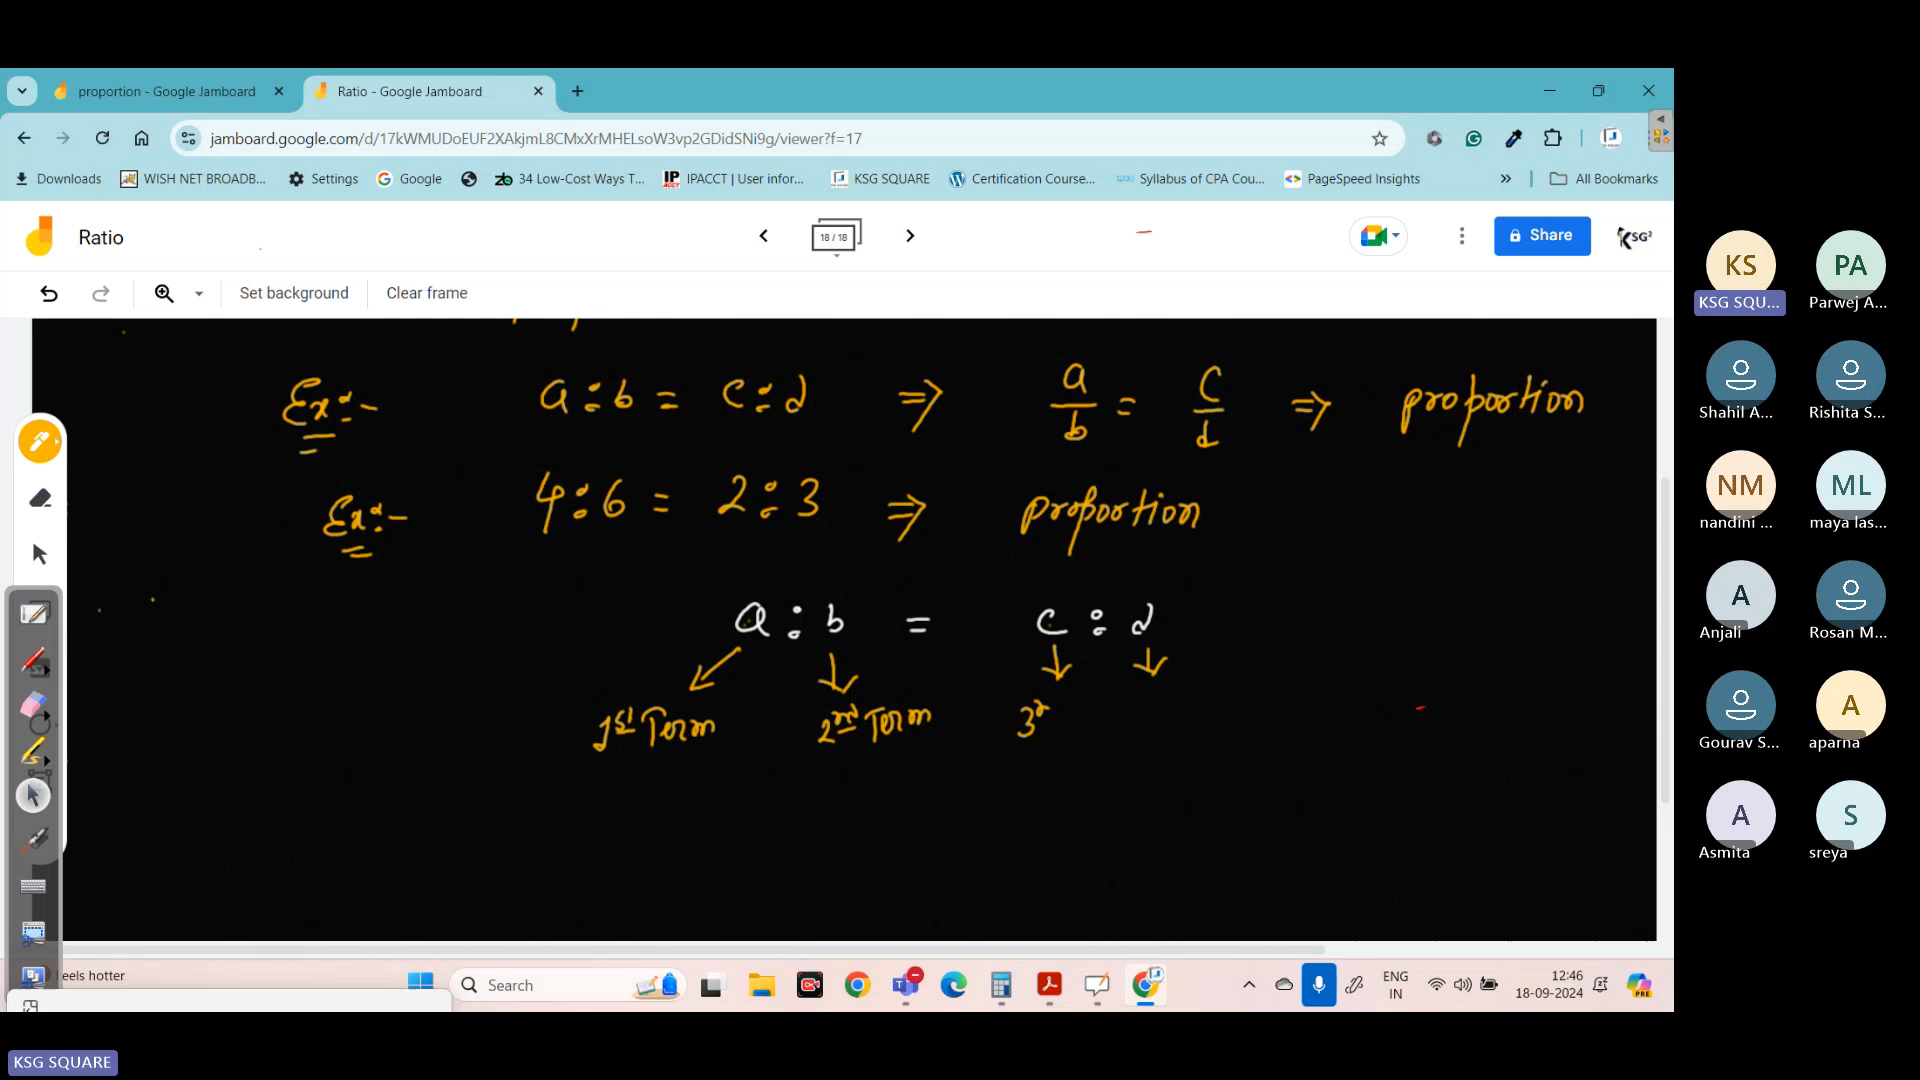 proportion - Google Jamboard
Ratio - Google Jamboard
jamboard.google.com/d/17kWMUDoEUF2XAkjmL8CMxXrMHELsoW3vp2GDidSNi9g/viewer?f=17
Downloads WISH NET BROADB... Settings Google 34 Low-Cost Ways T... IPACCT | User infor... KSG SQUARE Certification Course... Syllabus of CPA Cou... PageSpeed Insights » All Bookmarks
Ratio 18 / 18 Share KSG²
Set background Clear frame
Ex:- a : b = c : d ⇒ a/b = c/d ⇒ proportion
Ex:- 4 : 6 = 2 : 3 ⇒ proportion
a : b = c : d
1st Term 2nd Term 3r
KS PA
KSG SQU... Parwej A...
Shahil A... Rishita S...
NM ML
nandini ... maya las...
A
Anjali Rosan M...
A
Gourav S... aparna
A S
Asmita sreya
eels hotter
Search
ENG
IN
12:46
18-09-2024
PRE
KSG SQUARE